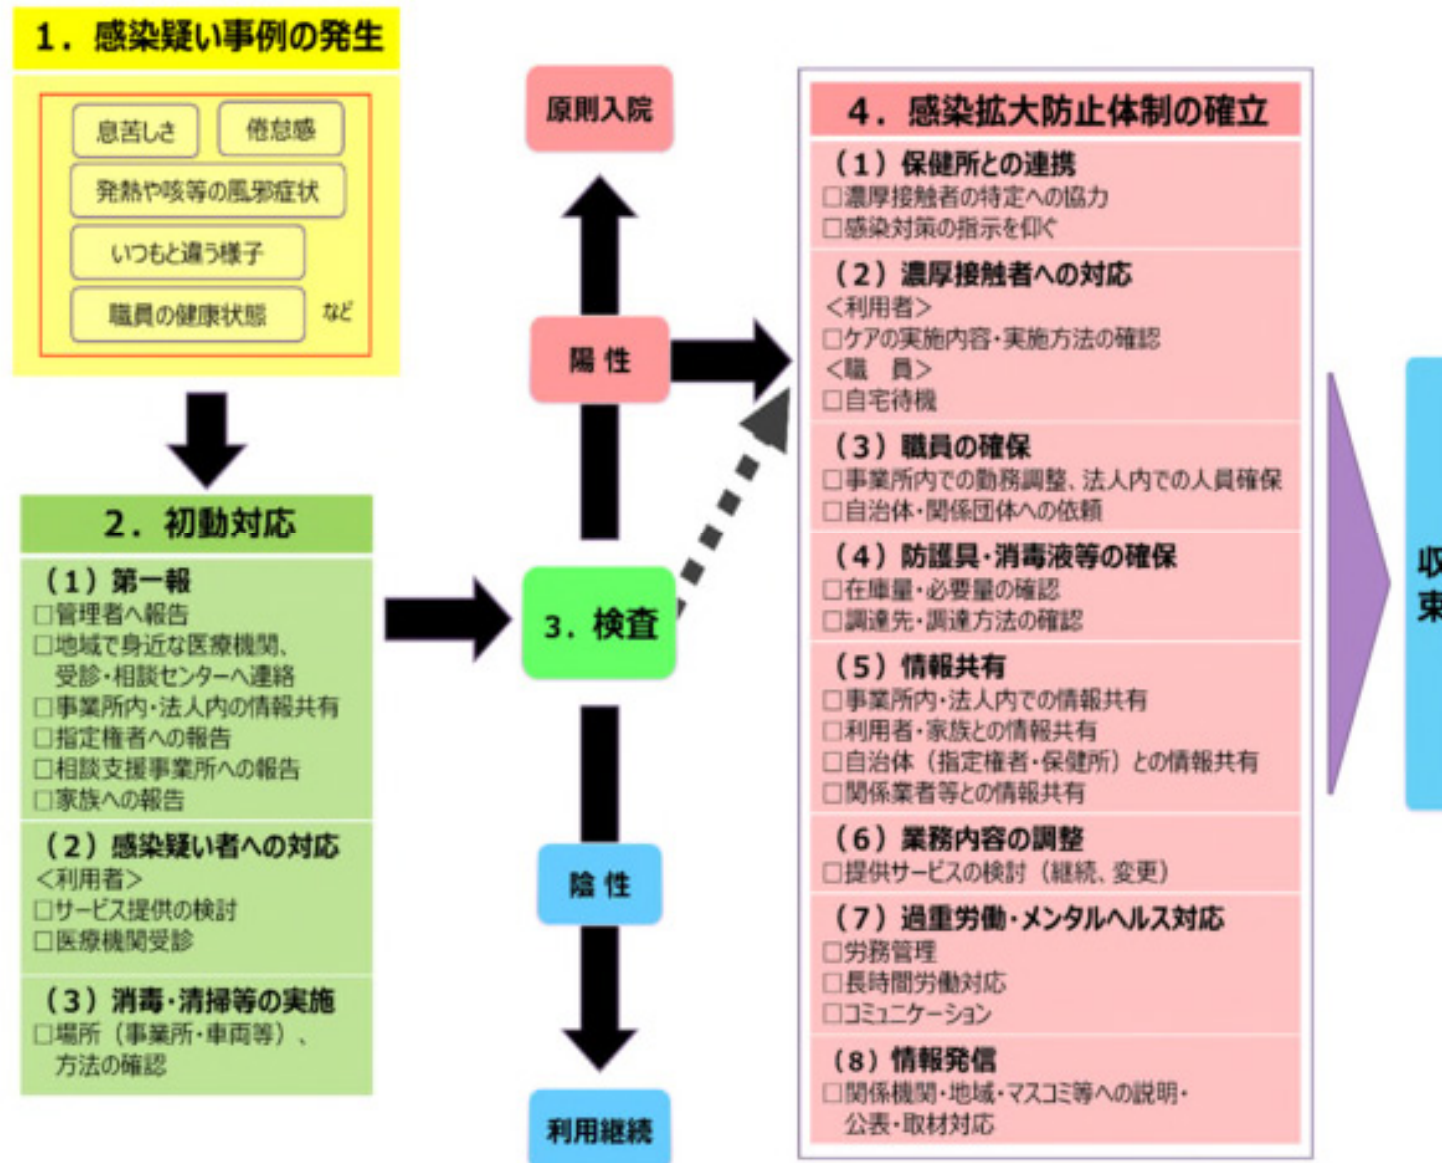 1．感染疑い事例の発生
息苦しさ
倦怠感
発熱や咳等の風邪症状
いつもと違う様子
職員の健康状態
など
2．初動対応
（1）第一報
□管理者へ報告
□地域で身近な医療機関、
受診・相談センターへ連絡
□事業所内・法人内の情報共有
□指定権者への報告
□相談支援事業所への報告
□家族への報告
（2）感染疑い者への対応
＜利用者＞
□サービス提供の検討
□医療機関受診
（3）消毒・清掃等の実施
□場所（事業所・車両等）、
方法の確認
原則入院
陽 性
3．検査
陰 性
利用継続
4．感染拡大防止体制の確立
（1）保健所との連携
□濃厚接触者の特定への協力
□感染対策の指示を仰ぐ
（2）濃厚接触者への対応
＜利用者＞
□ケアの実施内容・実施方法の確認
＜職　員＞
□自宅待機
（3）職員の確保
□事業所内での勤務調整、法人内での人員確保
□自治体・関係団体への依頼
（4）防護具・消毒液等の確保
□在庫量・必要量の確認
□調達先・調達方法の確認
（5）情報共有
□事業所内・法人内での情報共有
□利用者・家族との情報共有
□自治体（指定権者・保健所）との情報共有
□関係業者等との情報共有
（6）業務内容の調整
□提供サービスの検討（継続、変更）
（7）過重労働・メンタルヘルス対応
□労務管理
□長時間労働対応
□コミュニケーション
（8）情報発信
□関係機関・地域・マスコミ等への説明・
公表・取材対応
収
束